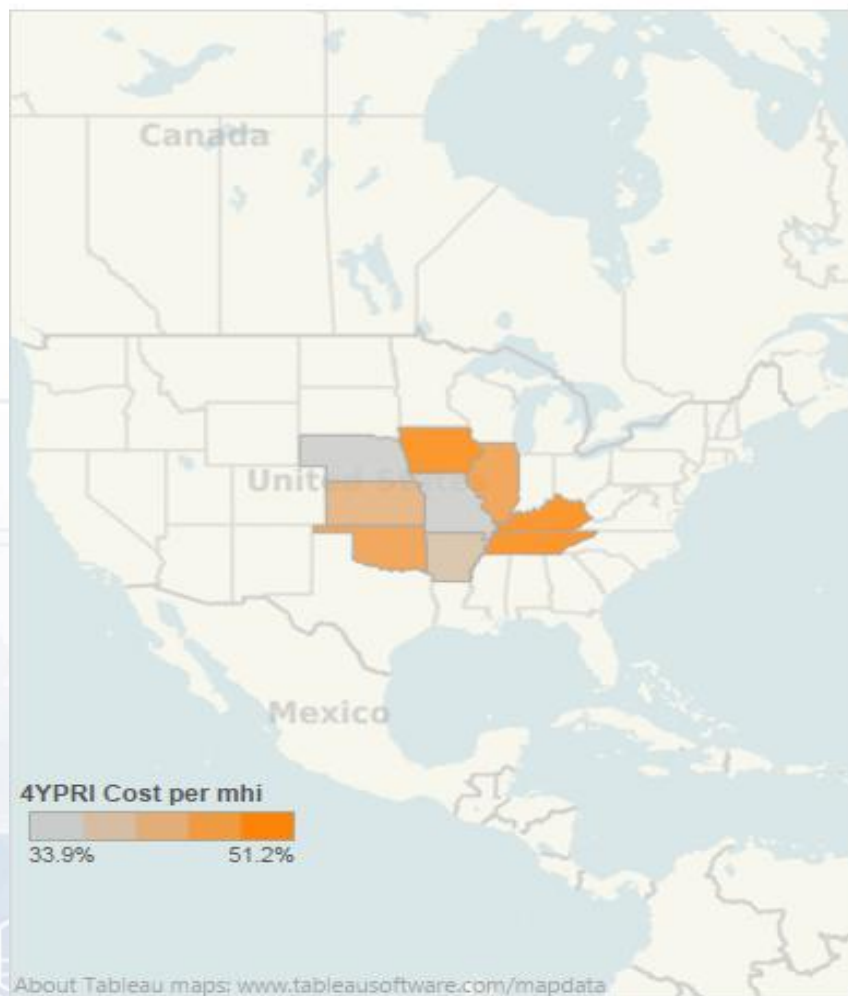 Canada
United States
Mexico
4YPRI Cost per mhi
33.9% 51.2%
About Tableau maps: www.tableausoftware.com/mapdata